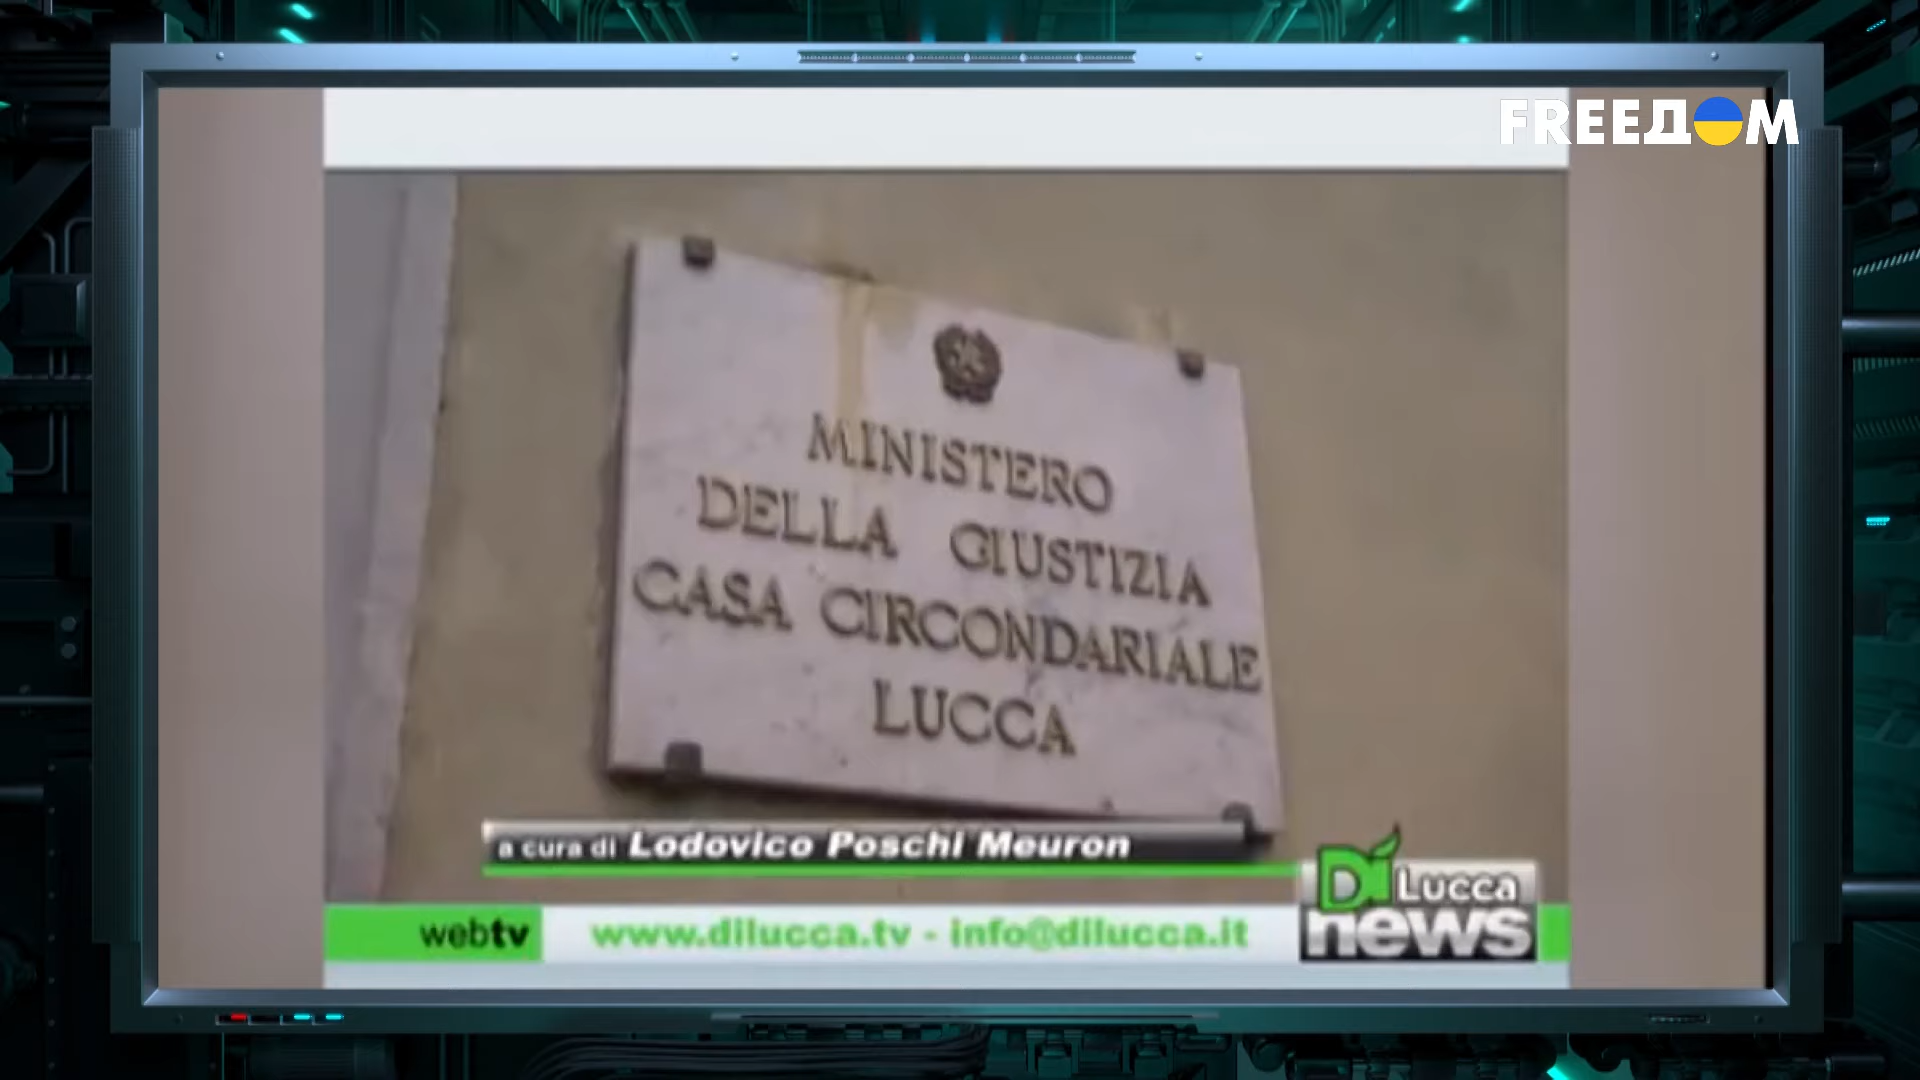 FREEДOM
MINISTERO
DELLA GIUSTIZIA
CASA CIRCONDARIALE
LUCCA
a cura di Lodovico Poschi Meuron
Dì Lucca
news
webtv www.dilucca.tv - info@dilucca.it